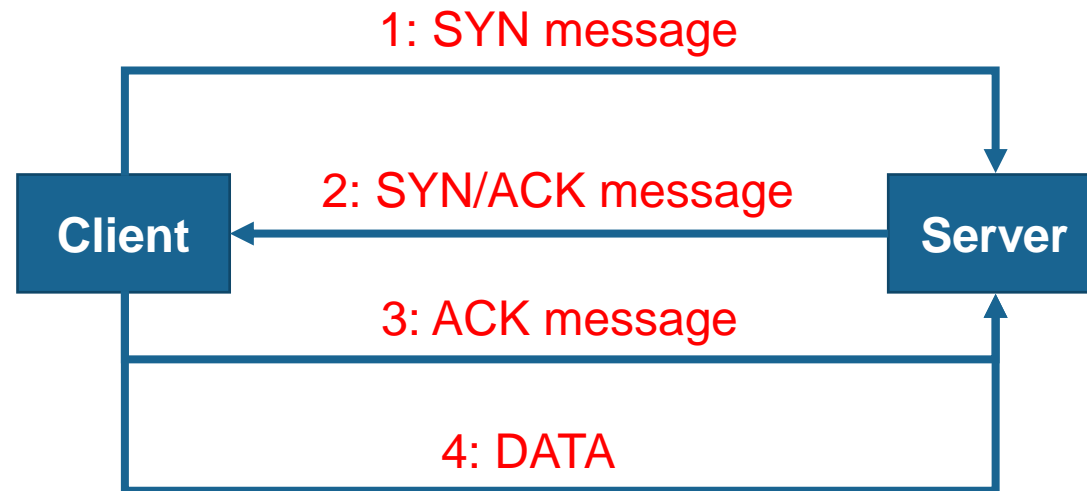 1: SYN message
2: SYN/ACK message
Client
Server
3: ACK message
4: DATA